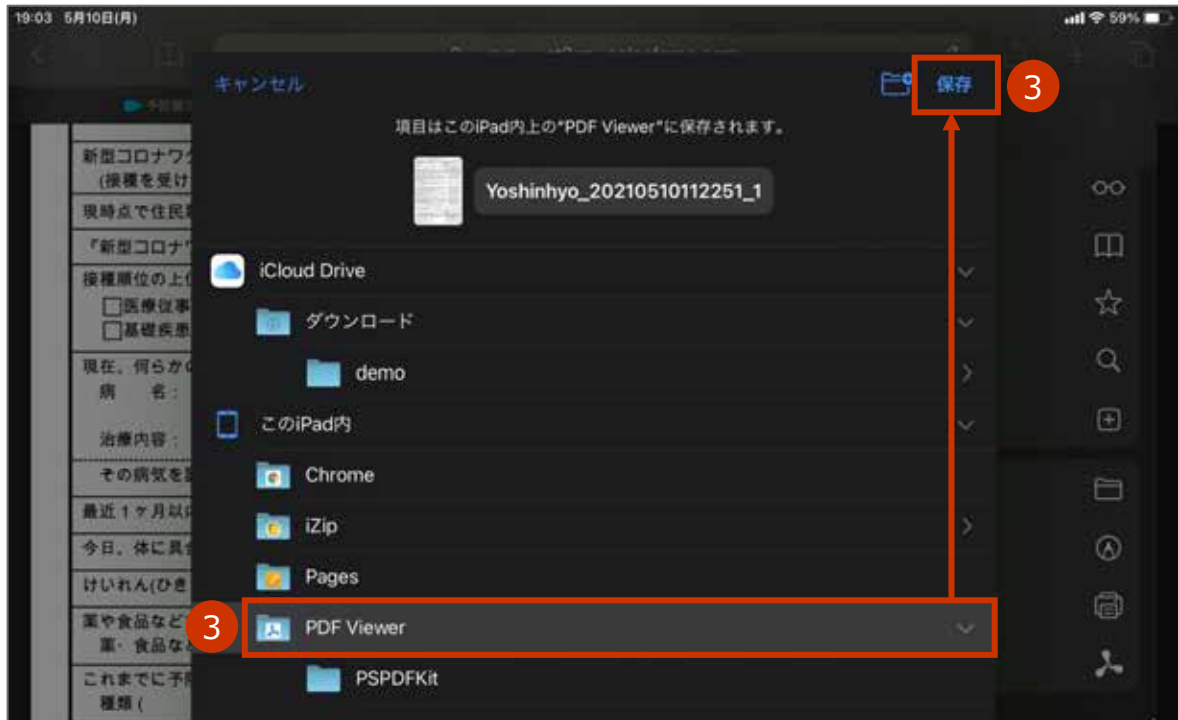 19:03 5月10日(月)
59%
キャンセル
保存
3
項目はこのiPad内上の"PDF Viewer"に保存されます。
Yoshinhyo_20210510112251_1
iCloud Drive
ダウンロード
demo
このiPad内
Chrome
iZip
Pages
3
PDF Viewer
PSPDFKit
新型コロナワク
(接種を受け
現時点で住民
『新型コロナワ
接種順位の上位
医療従事
基礎疾患
現在、何らかの
病 名:
治療内容:
その病気を
最近1ヶ月以内
今日、体に具合
けいれん(ひき
薬や食品など
薬・食品な
これまでに予
種類(